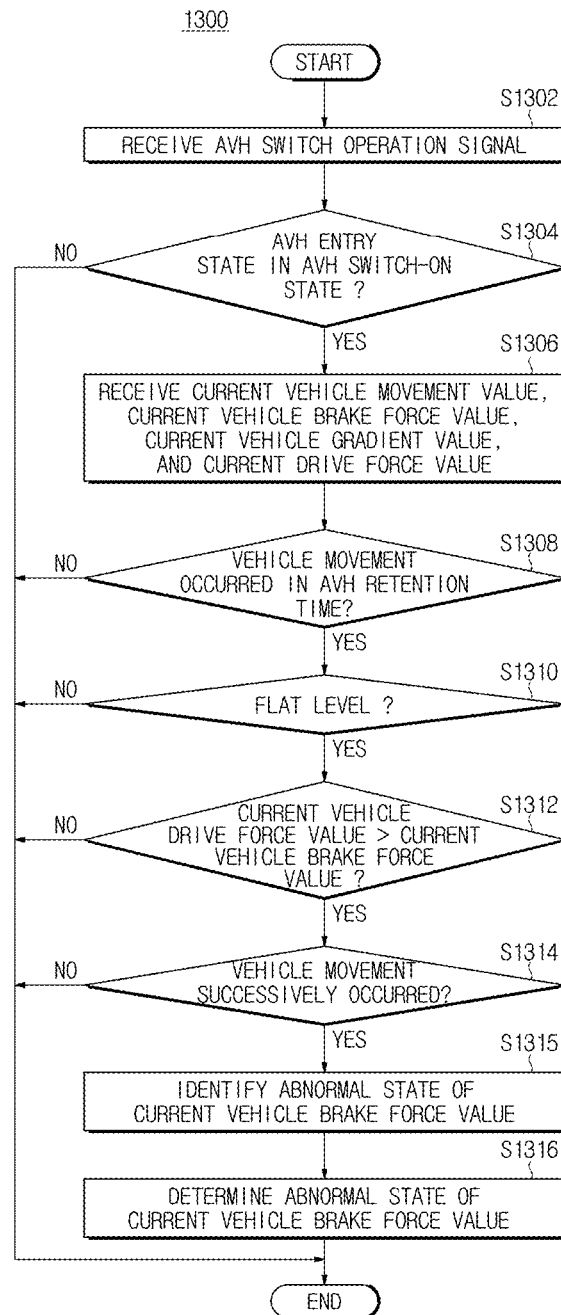 1300
START
S1302
RECEIVE AVH SWITCH OPERATION SIGNAL
S1304
AVH ENTRY
STATE IN AVH SWITCH-ON
STATE ?
NO
YES
S1306
RECEIVE CURRENT VEHICLE MOVEMENT VALUE,
CURRENT VEHICLE BRAKE FORCE VALUE,
CURRENT VEHICLE GRADIENT VALUE,
AND CURRENT DRIVE FORCE VALUE
S1308
VEHICLE MOVEMENT
OCCURRED IN AVH RETENTION
TIME?
NO
YES
S1310
FLAT LEVEL ?
NO
YES
S1312
CURRENT VEHICLE
DRIVE FORCE VALUE > CURRENT
VEHICLE BRAKE FORCE
VALUE ?
NO
YES
S1314
VEHICLE MOVEMENT
SUCCESSIVELY OCCURRED?
NO
YES
S1315
IDENTIFY ABNORMAL STATE OF
CURRENT VEHICLE BRAKE FORCE VALUE
S1316
DETERMINE ABNORMAL STATE OF
CURRENT VEHICLE BRAKE FORCE VALUE
END